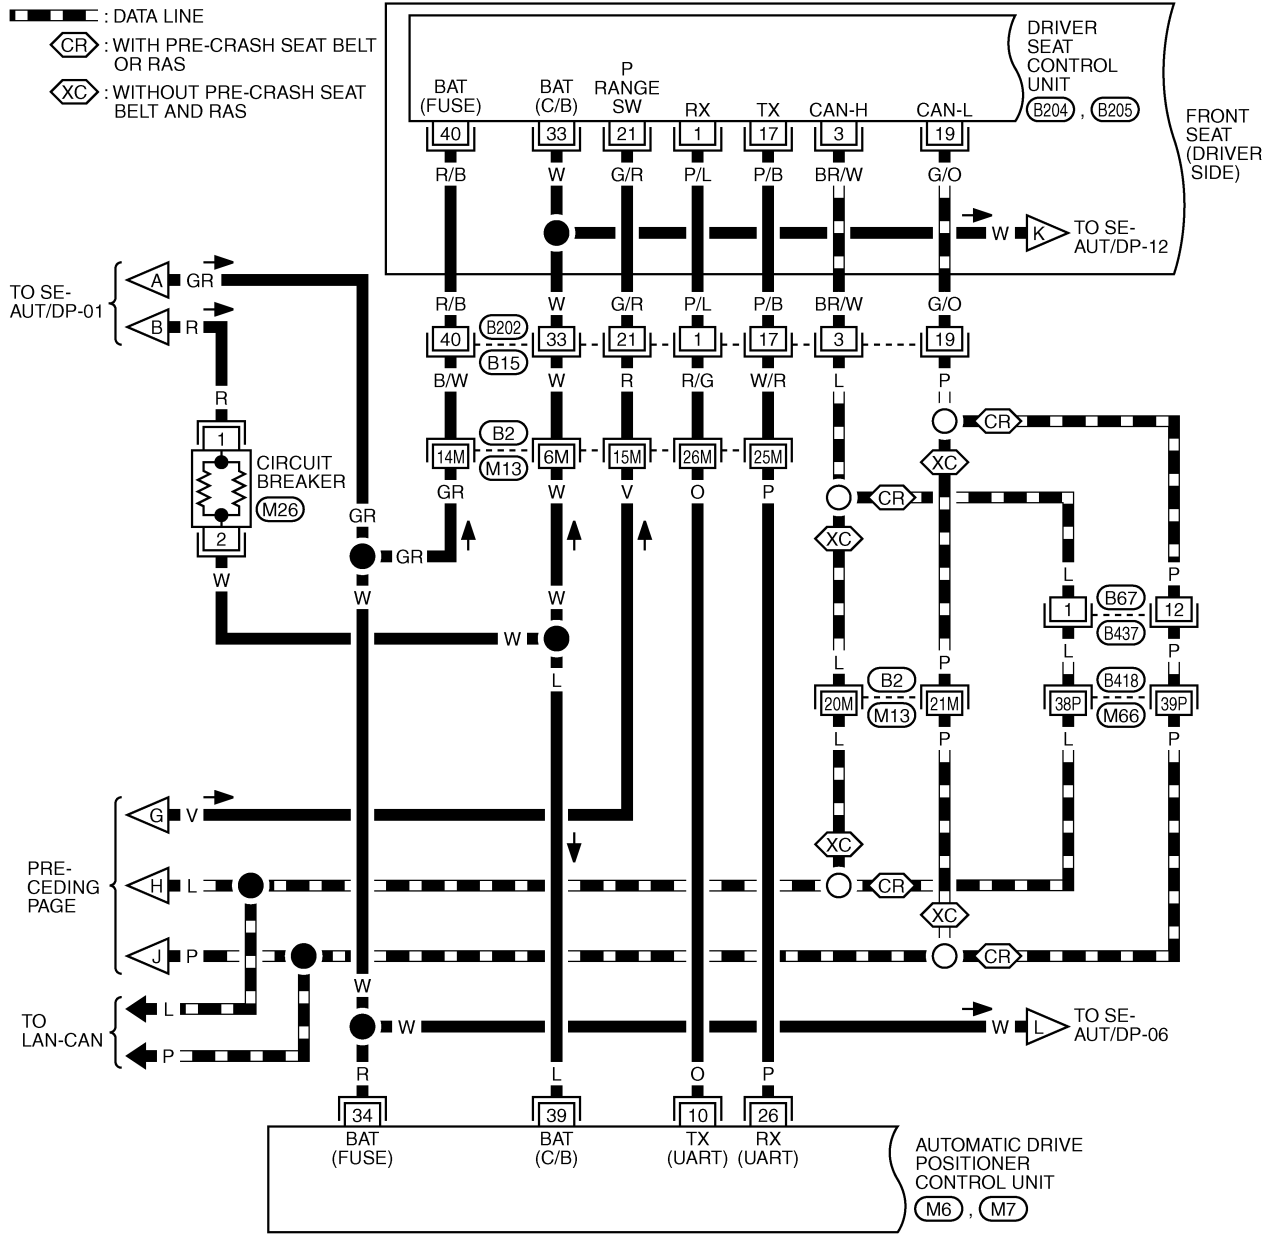 : DATA LINE
CR : WITH PRE-CRASH SEAT BELT
OR RAS
XC : WITHOUT PRE-CRASH SEAT
BELT AND RAS
DRIVER
SEAT
CONTROL
UNIT
B204 , B205
FRONT
SEAT
(DRIVER
SIDE)
BAT
(FUSE)
BAT
(C/B)
P
RANGE
SW
RX
TX
CAN-H
CAN-L
40 33 21 1 17 3 19
R/B W G/R P/L P/B BR/W G/O
W K TO SE-
AUT/DP-12
TO SE-
AUT/DP-01
A GR
B R
R/B W G/R P/L P/B BR/W G/O
40 B202 33 21 1 17 3 19
B15
B/W W R R/G W/R L P
R
CR
1
14M B2 6M 15M 26M 25M
M13
XC
CIRCUIT
BREAKER
M26
GR W V O P
CR
GR
2
XC
GR
W
W W
L P
1 B67 12
B437
W
L
L P L P
20M B2 21M 38P B418 39P
M13 M66
L P L P
G V
XC
PRE-
CEDING
PAGE
H L
CR
XC
J P
CR
W
TO
LAN-CAN
L
P
W
W L TO SE-
AUT/DP-06
R L O P
34 39 10 26
BAT
(FUSE)
BAT
(C/B)
TX
(UART)
RX
(UART)
AUTOMATIC DRIVE
POSITIONER
CONTROL UNIT
M6 , M7